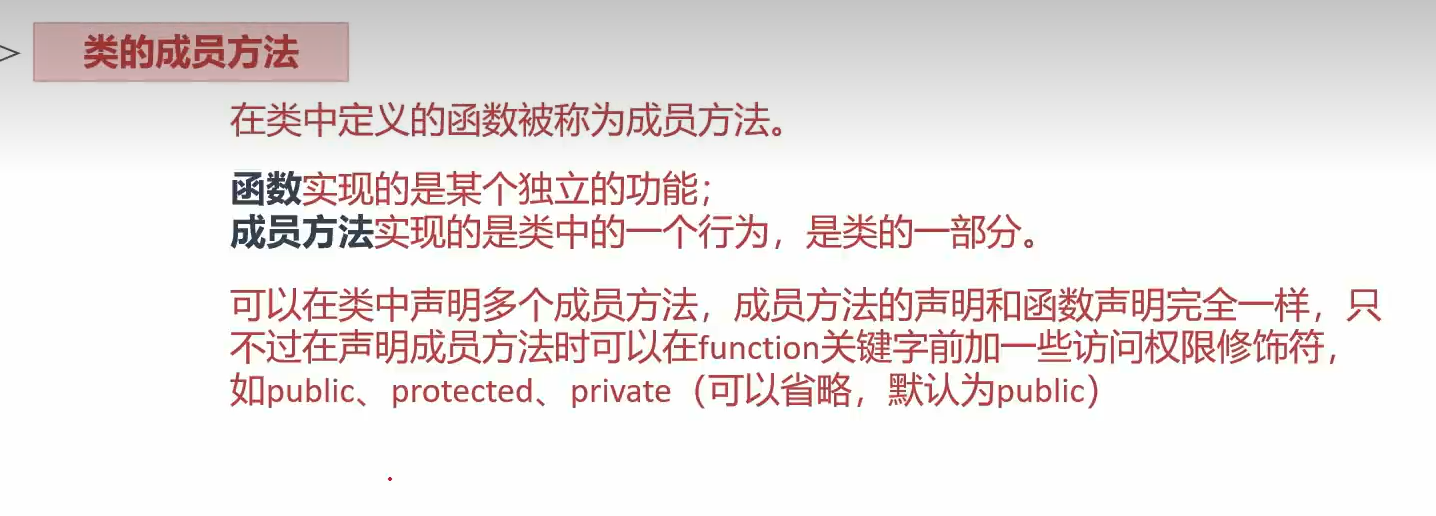 > 类的成员方法
在类中定义的函数被称为成员方法。
函数实现的是某个独立的功能；
成员方法实现的是类中的一个行为，是类的一部分。
可以在类中声明多个成员方法，成员方法的声明和函数声明完全一样，只
不过在声明成员方法时可以在function关键字前加一些访问权限修饰符，
如public、protected、private（可以省略，默认为public）